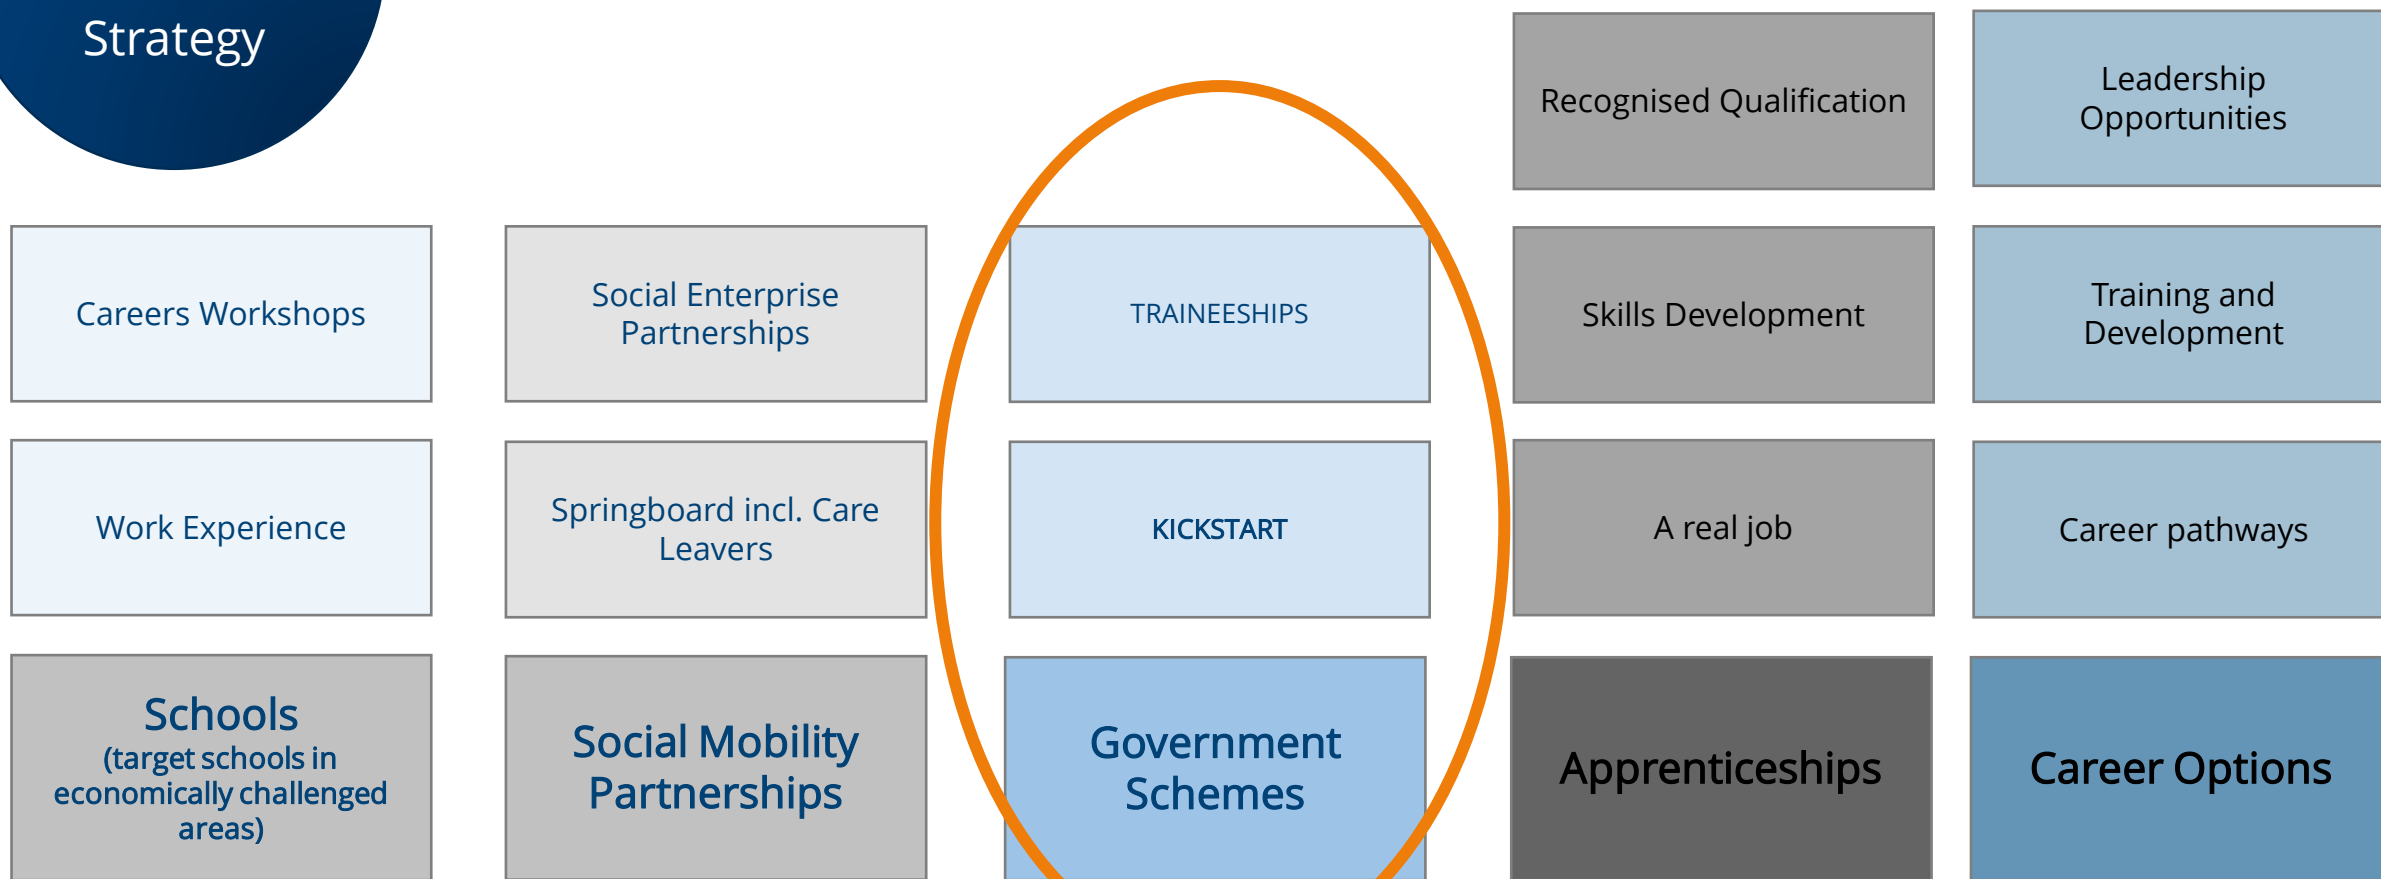 Strategy
Recognised Qualification
Leadership
Opportunities
Careers Workshops
Social Enterprise
Partnerships
TRAINEESHIPS
Skills Development
Training and
Development
Work Experience
Springboard incl. Care
Leavers
KICKSTART
A real job
Career pathways
Schools
(target schools in
economically challenged
areas)
Social Mobility
Partnerships
Government
Schemes
Apprenticeships
Career Options